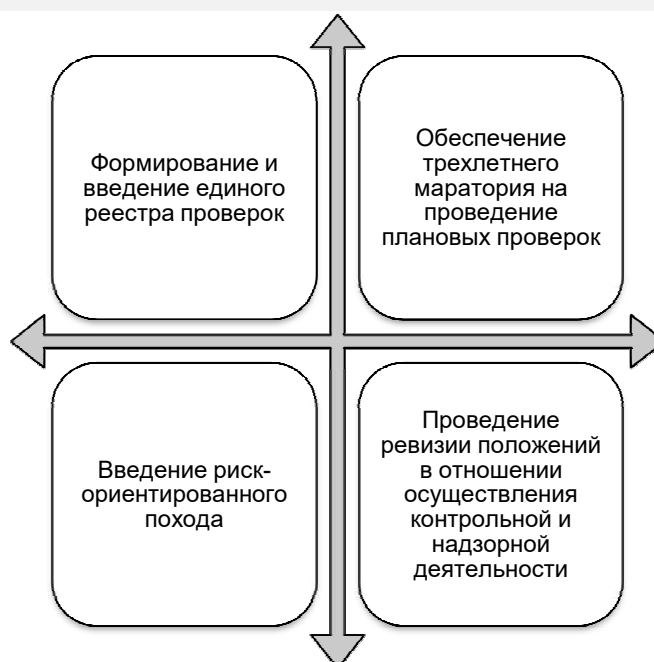 Формирование и
введение единого
реестра проверок
Обеспечение
трехлетнего
маратория на
проведение
плановых проверок
Введение риск-
ориентированного
похода
Проведение
ревизии положений
в отношении
осуществления
контрольной и
надзорной
деятельности